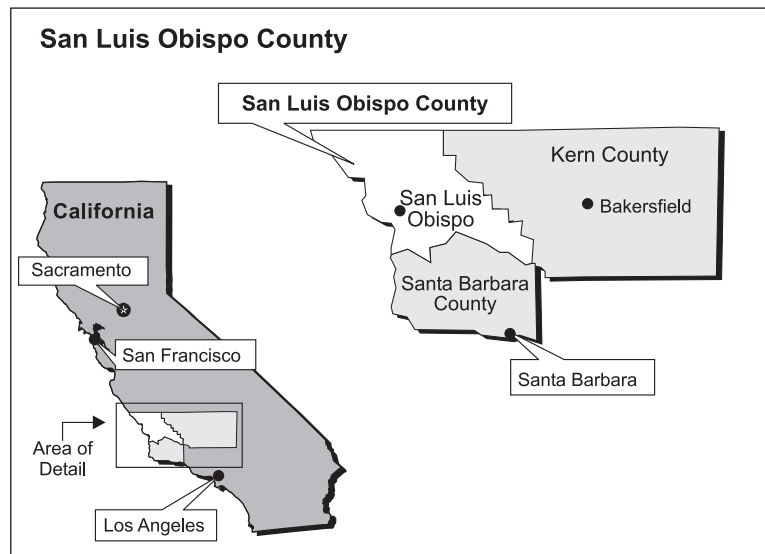 San Luis Obispo County
San Luis Obispo County
Kern County
San Luis
Obispo
Bakersfield
California
Sacramento
Santa Barbara
County
San Francisco
Santa Barbara
Area of
Detail
Los Angeles